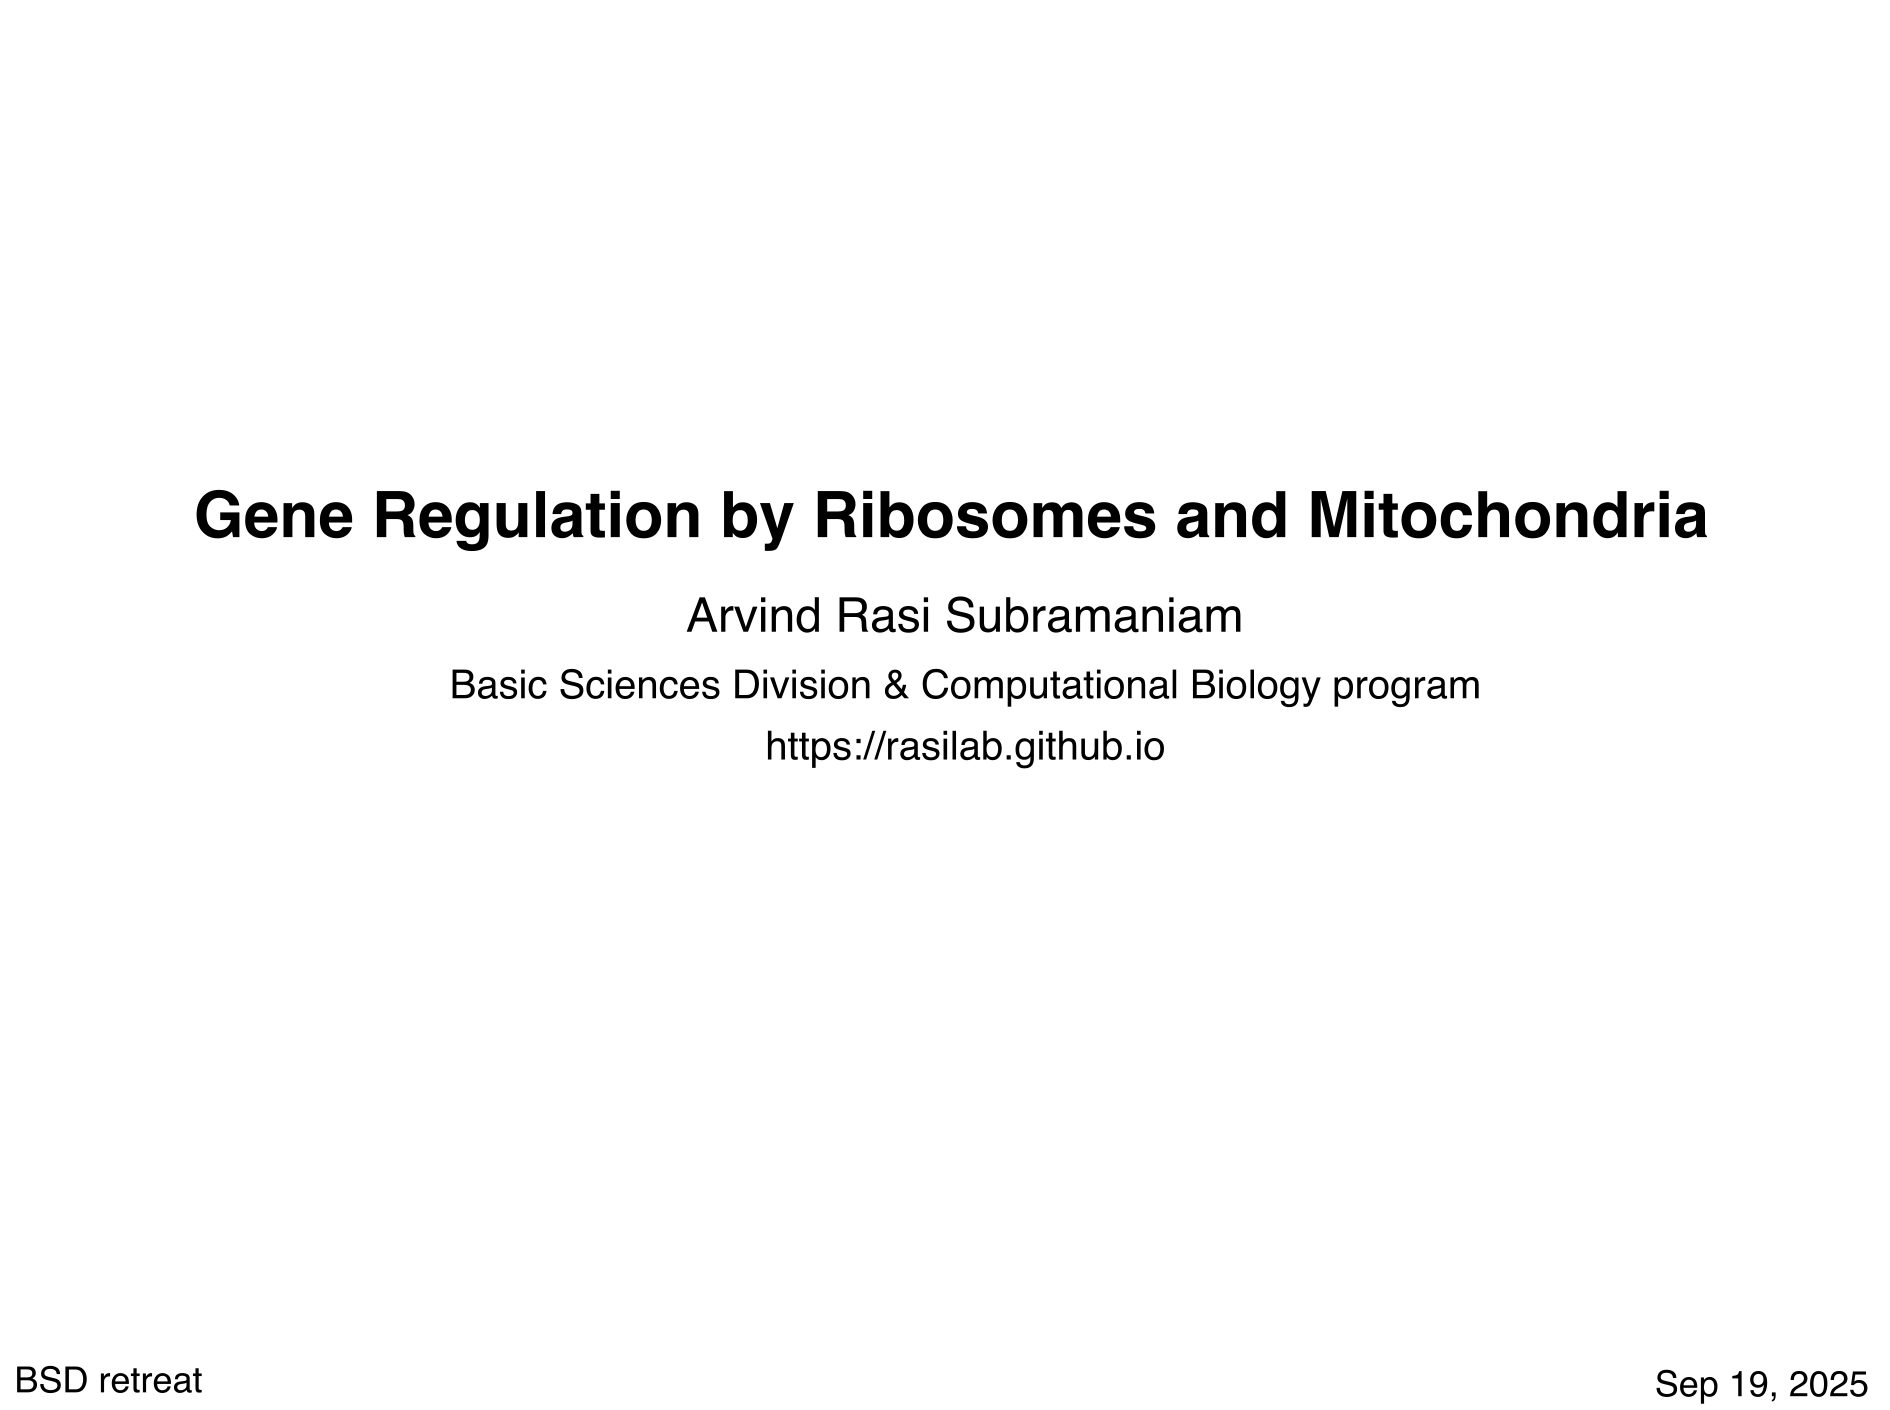 Gene Regulation by Ribosomes and Mitochondria
Arvind Rasi Subramaniam
Basic Sciences Division & Computational Biology program
https://rasilab.github.io
BSD retreat
Sep 19, 2025